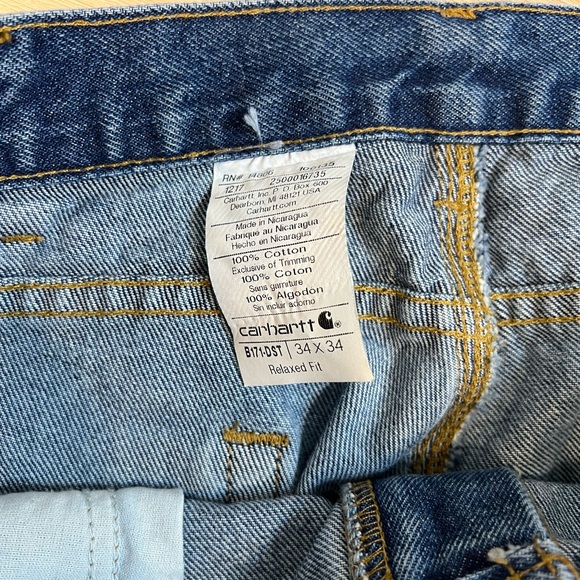 RN# 14806 Joc135
1217 2500016735
Carhartt, Inc. P. O. Box 600
Dearborn, MI 48121 USA
Carhartt.com
Made in Nicaragua
Fabriqué au Nicaragua
Hecho en Nicaragua
100% Cotton
Exclusive of Trimming
100% Coton
Sans garniture
100% Algodon
Sin incluir adorno
carhartt ®
B171-DST | 34 X 34
Relaxed Fit